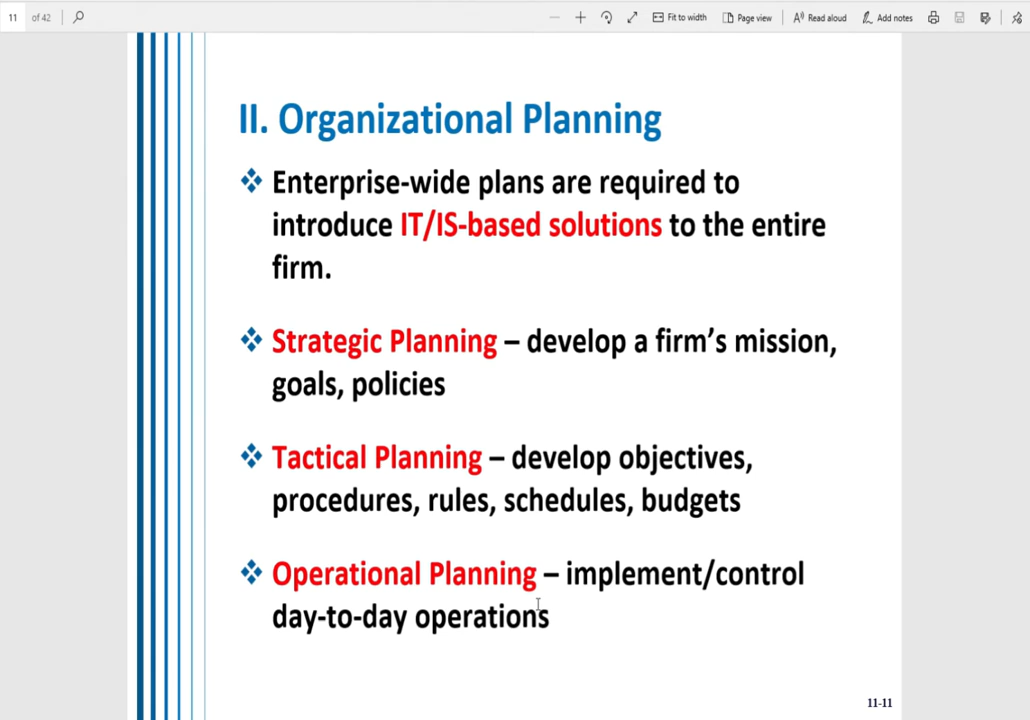 11 of 42 Fit to width Page view Read aloud Add notes
II. Organizational Planning
Enterprise-wide plans are required to
introduce IT/IS-based solutions to the entire
firm.
Strategic Planning – develop a firm’s mission,
goals, policies
Tactical Planning – develop objectives,
procedures, rules, schedules, budgets
Operational Planning – implement/control
day-to-day operations
11-11